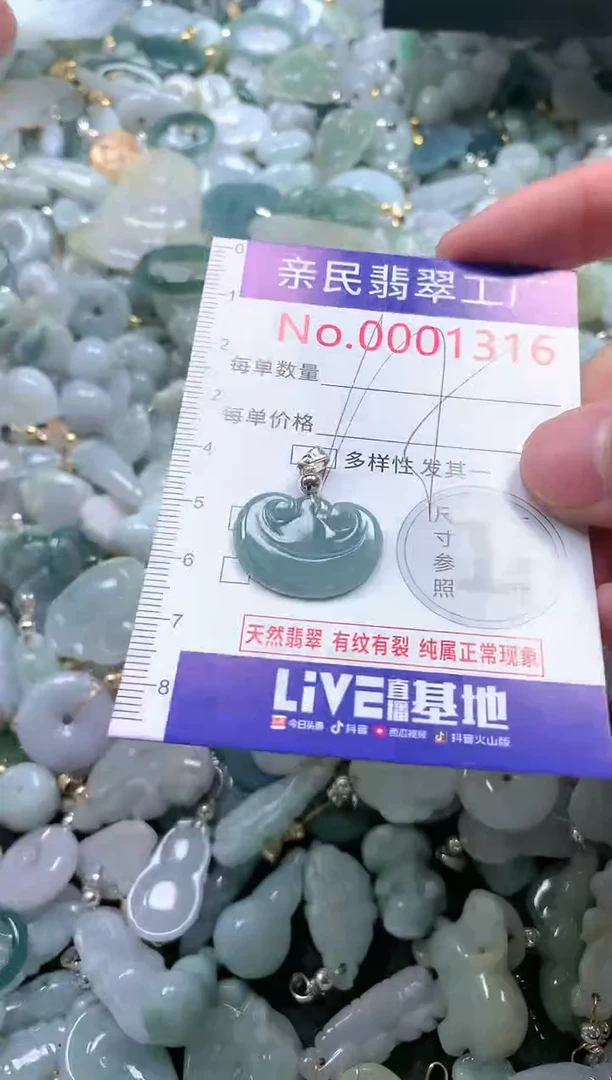 0
亲民翡翠工厂
1
No.0001316
2
每单数量
2
每单价格
4
多样性 发其一
5
尺寸参照
6
7
天然翡翠 有纹有裂 纯属正常现象
8
LiVE直播基地
今日头条 抖音 西瓜视频 抖音火山版